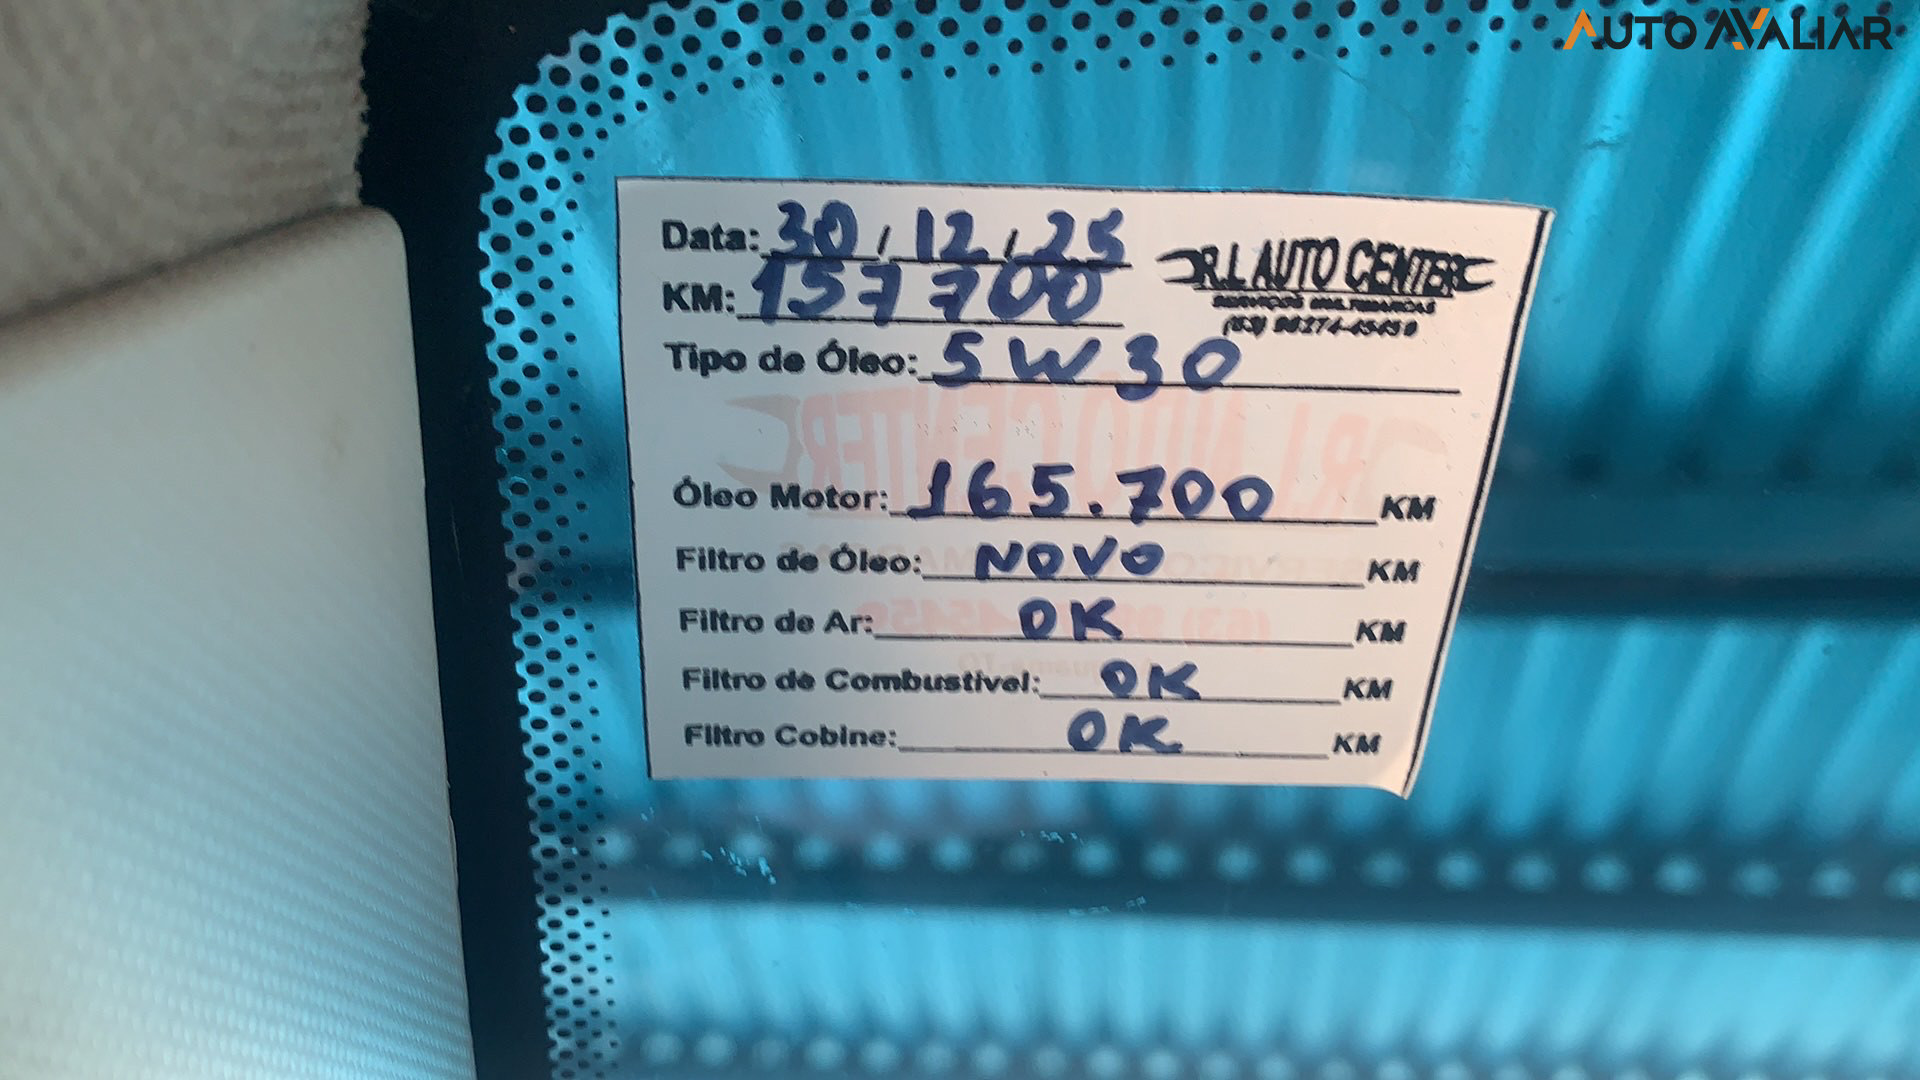 AUTO AVALIAR
Data: 30/12/25
R.L AUTO CENTER
SERVIÇOS MULTIMARCAS
KM: 157700
Tipo de Óleo: 5W30
Óleo Motor: 165.700 KM
Filtro de Óleo: NOVO KM
Filtro de Ar: OK KM
Filtro de Combustivel: OK KM
Filtro Cobine: OK KM